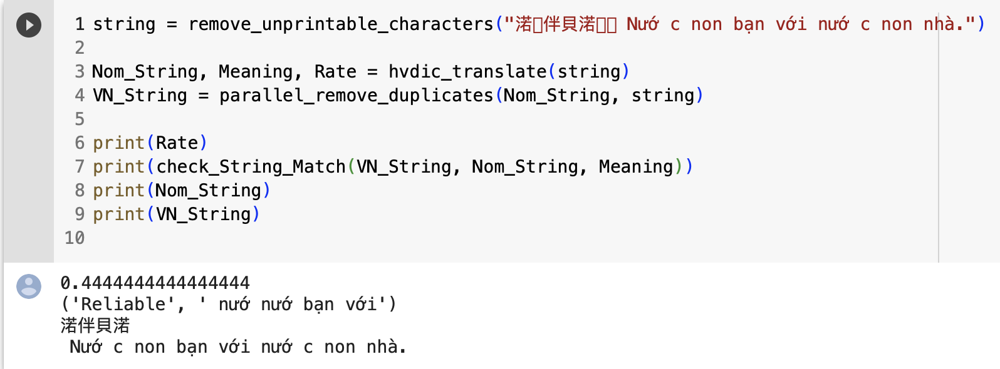 1 string = remove_unprintable_characters("渃▯伴貝渃▯▯ Nướ c non bạn với nướ c non nhà.")
2
3 Nom_String, Meaning, Rate = hvdic_translate(string)
4 VN_String = parallel_remove_duplicates(Nom_String, string)
5
6 print(Rate)
7 print(check_String_Match(VN_String, Nom_String, Meaning))
8 print(Nom_String)
9 print(VN_String)
10
0.4444444444444444
('Reliable', ' nướ nướ bạn với')
渃伴貝渃
 Nướ c non bạn với nướ c non nhà.